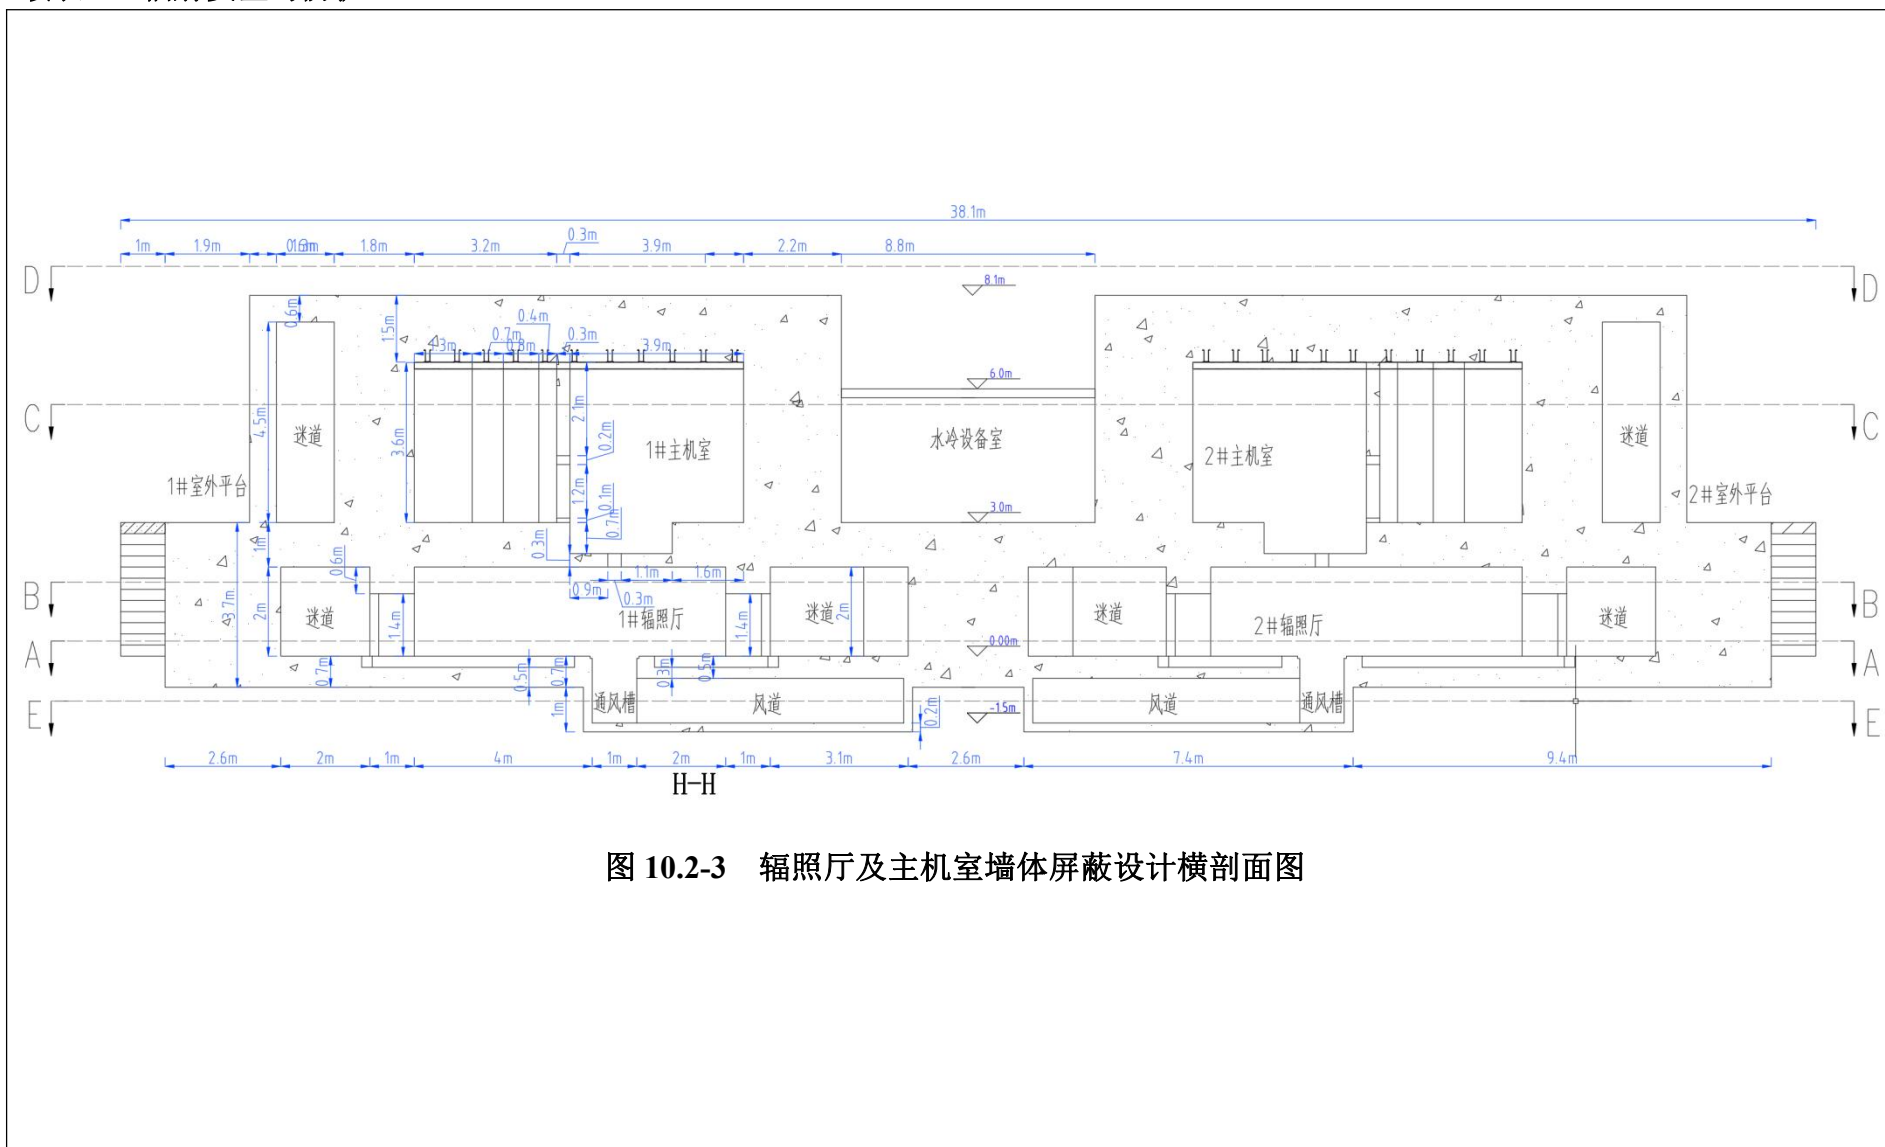 38.1m
1m 1.9m 1.8m 3.2m 0.3m 3.9m 2.2m 8.8m
D D
8.1m
0.6m 1.5m 0.4m
0.7m 0.3m
0.8m 3.9m
6.0m
C C
4.5m 迷道 3.6m 2.1m 0.2m 1#主机室 水冷设备室 2#主机室 迷道
1#室外平台 1.2m 0.1m 2#室外平台
3.0m
1m 0.3m 0.7m
0.6m 1.1m 1.6m
B B
0.9m 0.3m
3.7m 2m 迷道 1.4m 1#辐照厅 1.4m 迷道 2m 迷道 2#辐照厅 迷道
0.00m
A A
0.7m 0.5m 0.7m 0.3m 0.5m
通风槽 风道 风道 通风槽
E E
1m 0.2m -1.5m
2.6m 2m 1m 4m 1m 2m 1m 3.1m 2.6m 7.4m 9.4m
H-H
图 10.2-3 辐照厅及主机室墙体屏蔽设计横剖面图